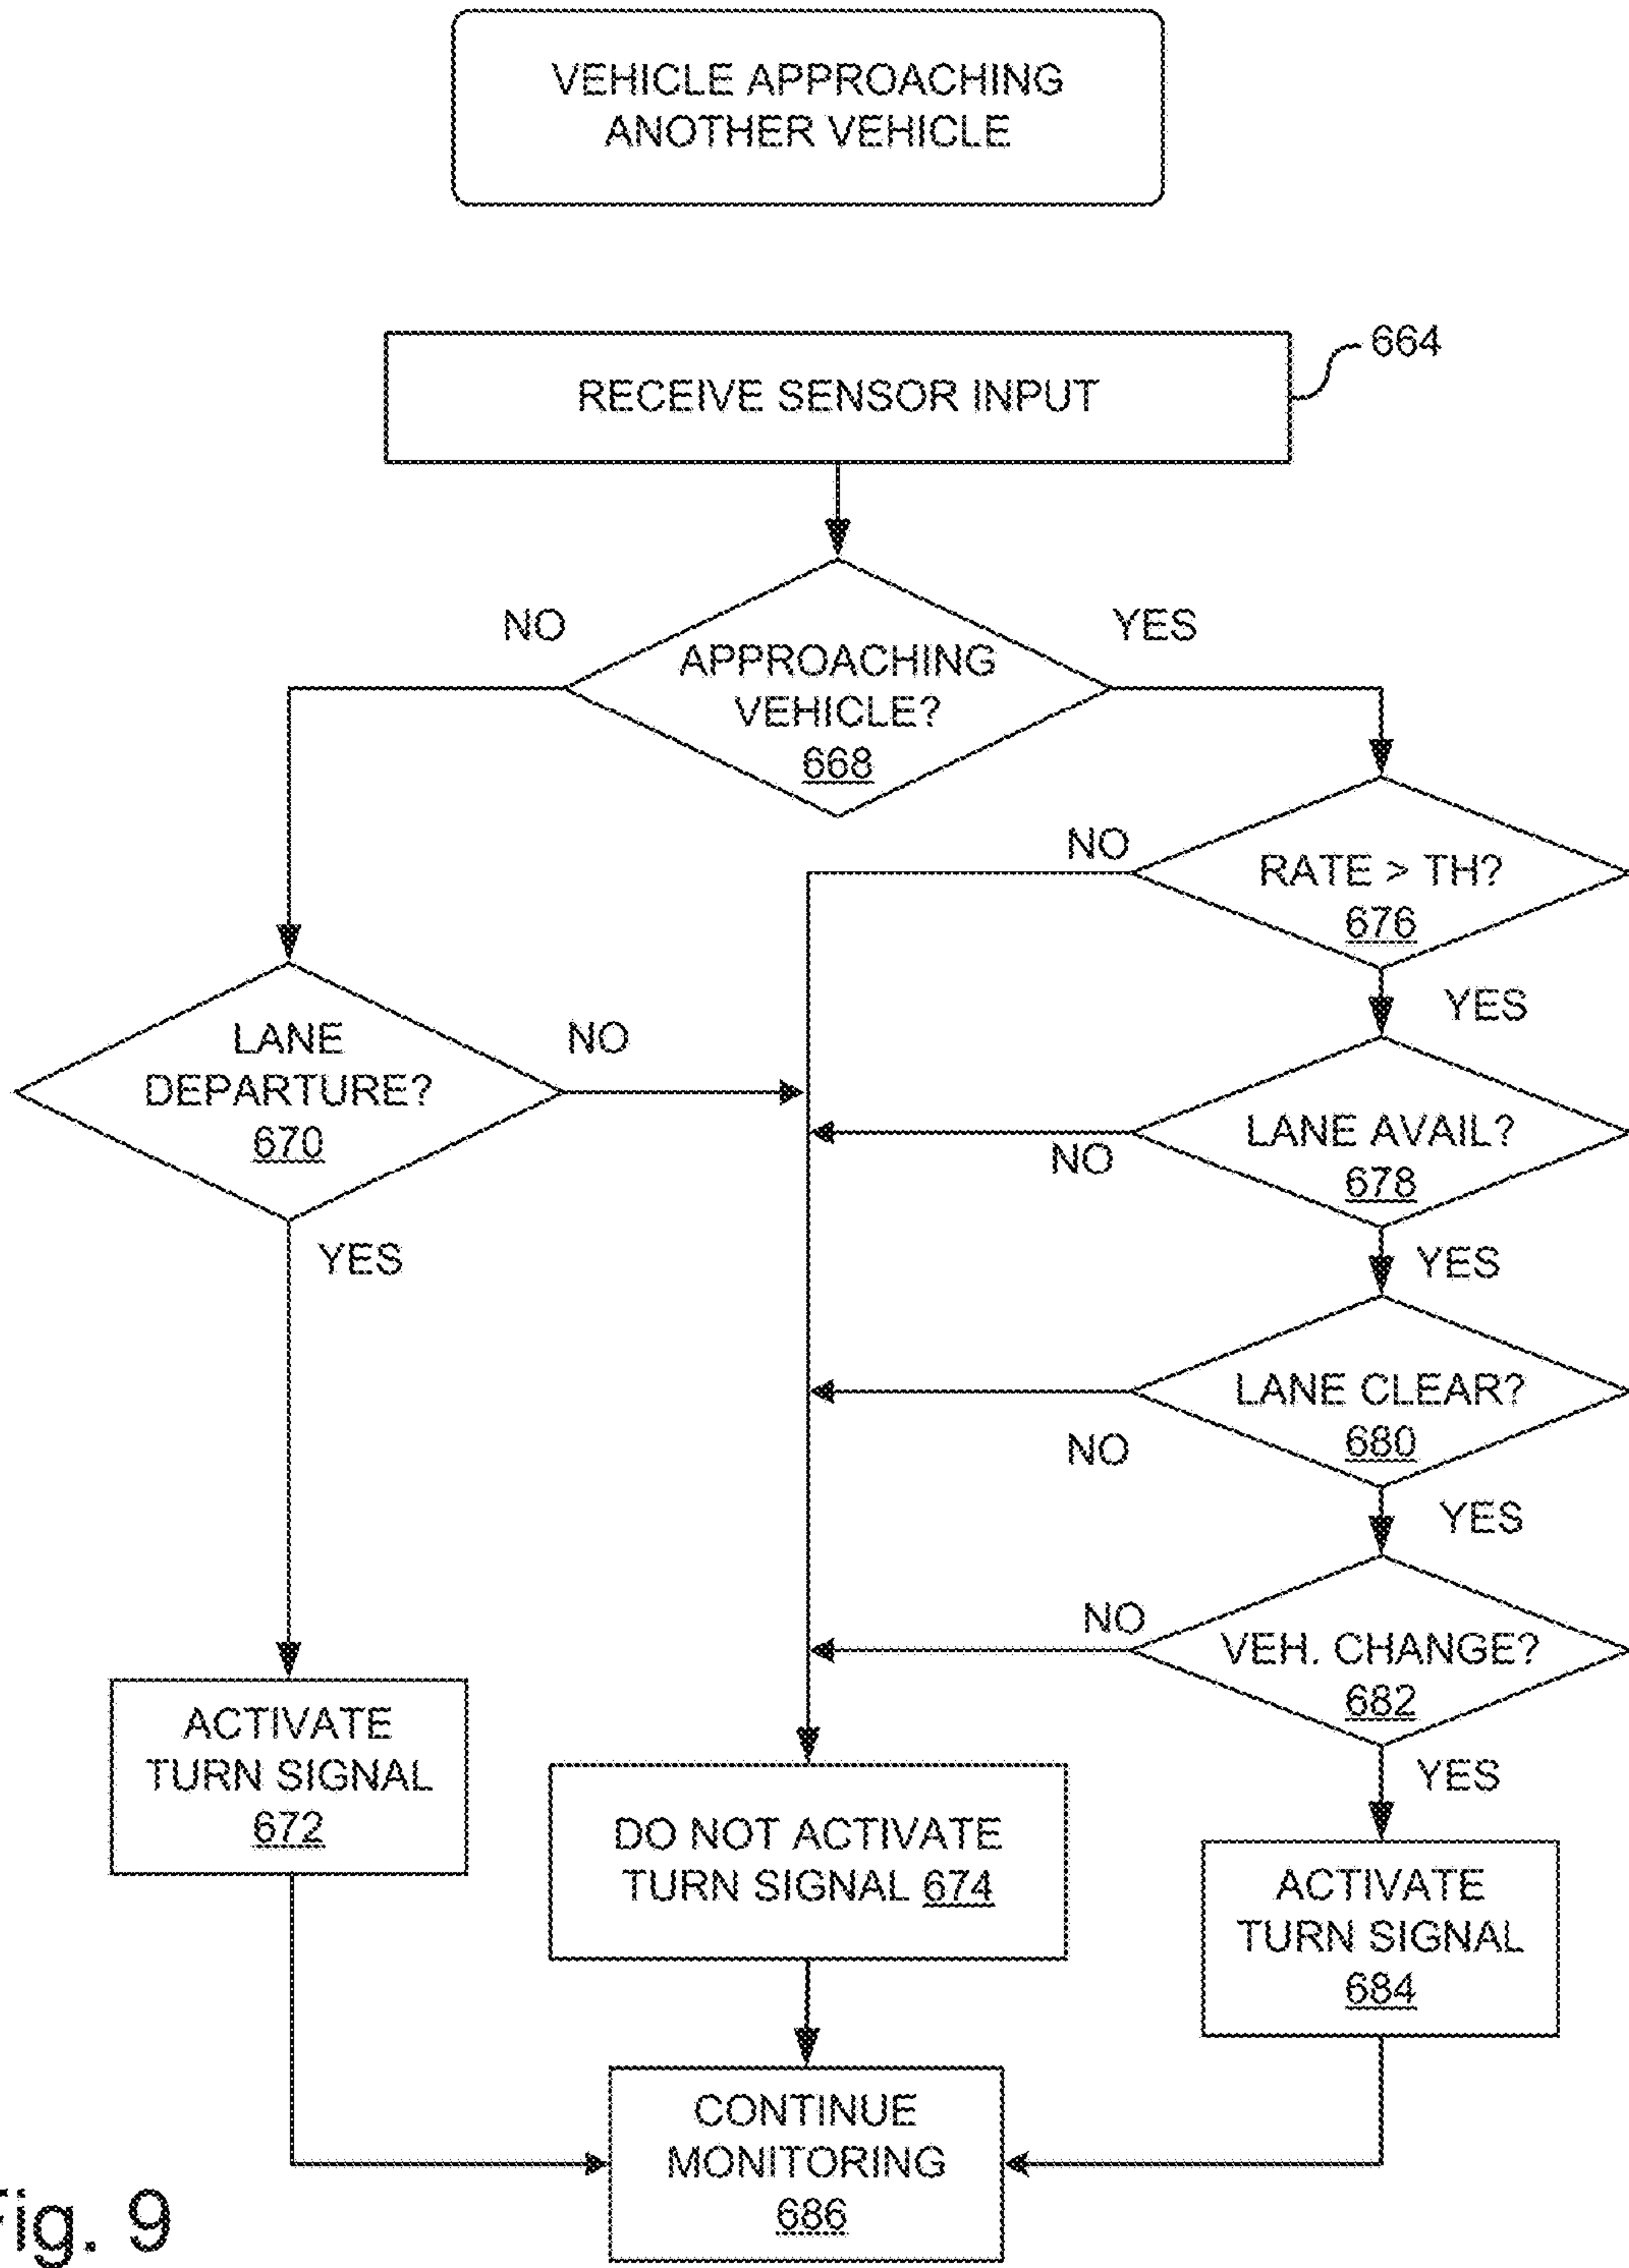 VEHICLE APPROACHING
ANOTHER VEHICLE
664
RECEIVE SENSOR INPUT
NO
YES
APPROACHING
VEHICLE?
668
NO
RATE > TH?
676
YES
LANE
DEPARTURE?
670
NO
LANE AVAIL?
678
NO
YES
YES
LANE CLEAR?
680
NO
YES
NO
VEH. CHANGE?
682
YES
ACTIVATE
TURN SIGNAL
672
DO NOT ACTIVATE
TURN SIGNAL 674
ACTIVATE
TURN SIGNAL
684
CONTINUE
MONITORING
686
ig. 9